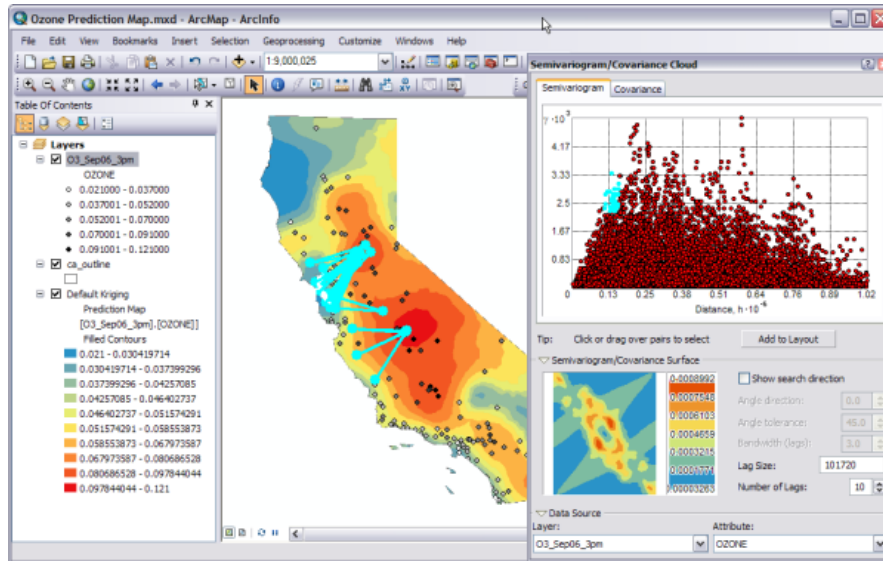 Ozone Prediction Map.mxd - ArcMap - ArcInfo
File Edit View Bookmarks Insert Selection Geoprocessing Customize Windows Help
1:9,000,025
Table Of Contents
Layers
O3_Sep06_3pm
OZONE
0.021000 - 0.037000
0.037001 - 0.052000
0.052001 - 0.070000
0.070001 - 0.091000
0.091001 - 0.121000
ca_outline
Default Kriging
Prediction Map
[O3_Sep06_3pm].[OZONE]]
Filled Contours
0.021 - 0.030419714
0.030419714 - 0.037399296
0.037399296 - 0.04257085
0.04257085 - 0.046402737
0.046402737 - 0.051574291
0.051574291 - 0.058553873
0.058553873 - 0.067973587
0.067973587 - 0.080686528
0.080686528 - 0.097844044
0.097844044 - 0.121
Semivariogram/Covariance Cloud
Semivariogram Covariance
γ·10³
4.17
3.33
2.5
1.67
0.83
0 0.13 0.25 0.38 0.51 0.64 0.76 0.89 1.02
Distance, h·10⁻⁶
Tip: Click or drag over pairs to select Add to Layout
Semivariogram/Covariance Surface
0.0008992
0.0007548
0.0006103
0.0004659
0.0003215
0.0001771
Show search direction
Angle direction: 0.0
Angle tolerance: 45.0
Bandwidth (lags): 3.0
Lag Size: 101720
Number of Lags: 10
Data Source
Layer: Attribute:
O3_Sep06_3pm OZONE